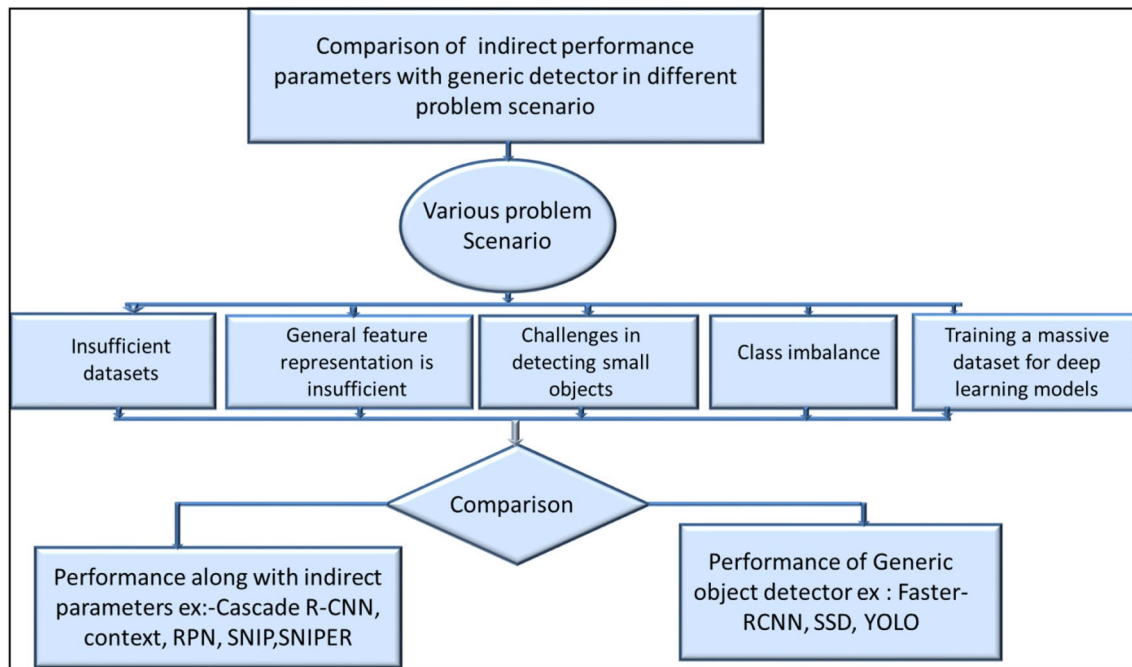 Comparison of indirect performance
parameters with generic detector in different
problem scenario
Various problem
Scenario
Insufficient
datasets
General feature
representation is
insufficient
Challenges in
detecting small
objects
Class imbalance
Training a massive
dataset for deep
learning models
Comparison
Performance along with indirect
parameters ex:-Cascade R-CNN,
context, RPN, SNIP,SNIPER
Performance of Generic
object detector ex : Faster-
RCNN, SSD, YOLO